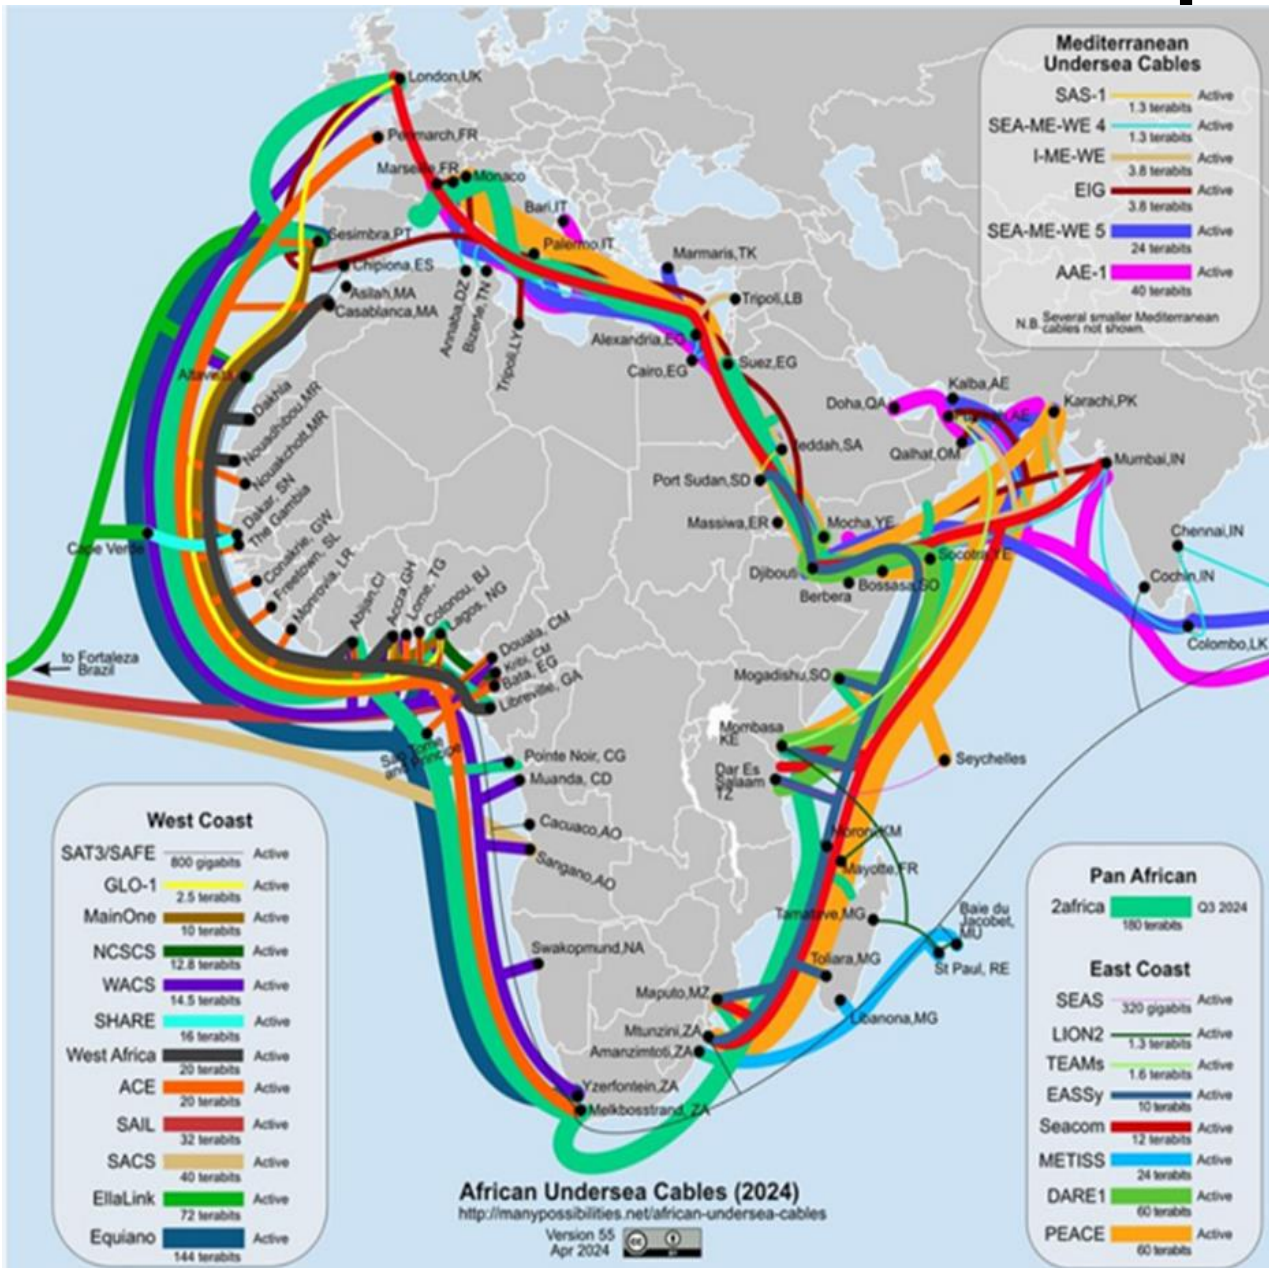 Mediterranean
Undersea Cables
SAS-1 Active
1.3 terabits
SEA-ME-WE 4 Active
1.3 terabits
I-ME-WE Active
3.8 terabits
EIG Active
3.8 terabits
SEA-ME-WE 5 Active
24 terabits
AAE-1 Active
40 terabits
N.B. Several smaller Mediterranean
cables not shown.
London,UK
Penmarch,FR
Marseille,FR
Monaco
Bari,IT
Sesimbra,PT
Palermo,IT
Marmaris,TK
Chipiona,ES
Asilah,MA
Casablanca,MA
Annaba,DZ
Bizerte,TN
Tripoli,LY
Tripoli,LB
Alexandria,EG
Cairo,EG
Suez,EG
Doha,QA
Kalba,AE
Karachi,PK
Dakhla
Nouadhibou,MR
Nouakchott,MR
Jeddah,SA
Qalhat,OM
Mumbai,IN
Port Sudan,SD
Dakar, SN
The Gambia
Massiwa,ER
Mocha,YE
Chennai,IN
Cape Verde
Conakrie, GW
Freetown, SL
Monrovia, LR
Abijan,CI
Accra,GH
Lome, TG
Cotonou, BJ
Lagos, NG
Djibouti
Berbera
Bossasa,SO
Socotra,YE
Cochin,IN
Colombo,LK
to Fortaleza
Brazil
Douala, CM
Kribi, CM
Bata, EG
Libreville, GA
Mogadishu,SO
Sao Tome
and Principe
Pointe Noir, CG
Muanda, CD
Mombasa
KE
Dar Es
Salaam
TZ
Seychelles
Cacuaco,AO
Sangano,AO
Moroni,KM
Mayotte,FR
Swakopmund,NA
Tamatave,MG
Baie du
Jacobet,
MU
St Paul, RE
Toliara,MG
Libanona,MG
Maputo,MZ
Mtunzini,ZA
Amanzimtoti,ZA
Yzerfontein,ZA
Melkbosstrand, ZA
West Coast
SAT3/SAFE Active
800 gigabits
GLO-1 Active
2.5 terabits
MainOne Active
10 terabits
NCSCS Active
12.8 terabits
WACS Active
14.5 terabits
SHARE Active
16 terabits
West Africa Active
20 terabits
ACE Active
20 terabits
SAIL Active
32 terabits
SACS Active
40 terabits
EllaLink Active
72 terabits
Equiano Active
144 terabits
Pan African
2africa Q3 2024
180 terabits
East Coast
SEAS Active
320 gigabits
LION2 Active
1.3 terabits
TEAMs Active
1.6 terabits
EASSy Active
10 terabits
Seacom Active
12 terabits
METISS Active
24 terabits
DARE1 Active
60 terabits
PEACE Active
60 terabits
African Undersea Cables (2024)
http://manypossibilities.net/african-undersea-cables
Version 55
Apr 2024
cc
BY